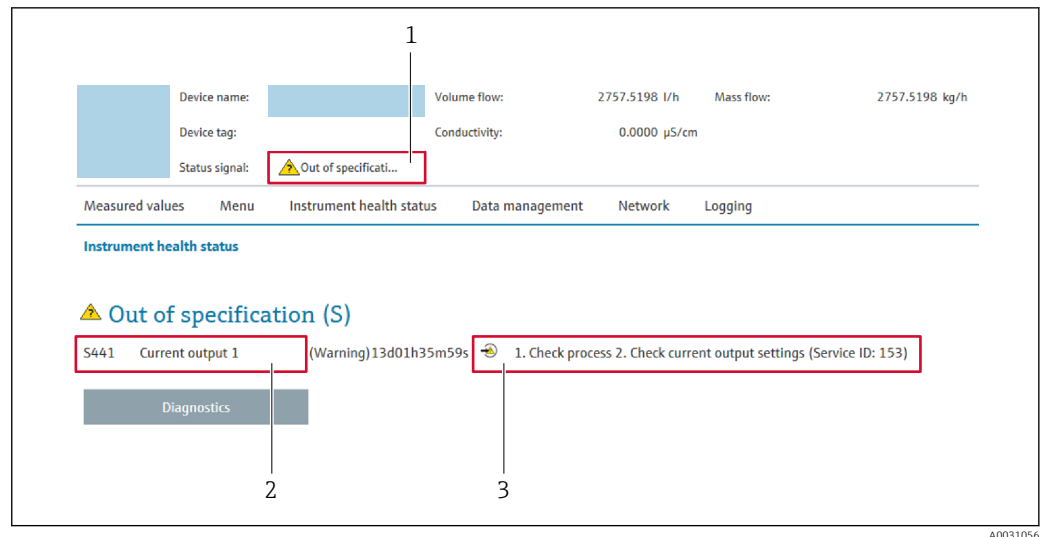 1
Device name: Volume flow: 2757.5198 l/h Mass flow: 2757.5198 kg/h
Device tag: Conductivity: 0.0000 µS/cm
Status signal: Out of specificati...
Measured values Menu Instrument health status Data management Network Logging
Instrument health status
Out of specification (S)
S441 Current output 1 (Warning)13d01h35m59s 1. Check process 2. Check current output settings (Service ID: 153)
Diagnostics
2 3
A0031056